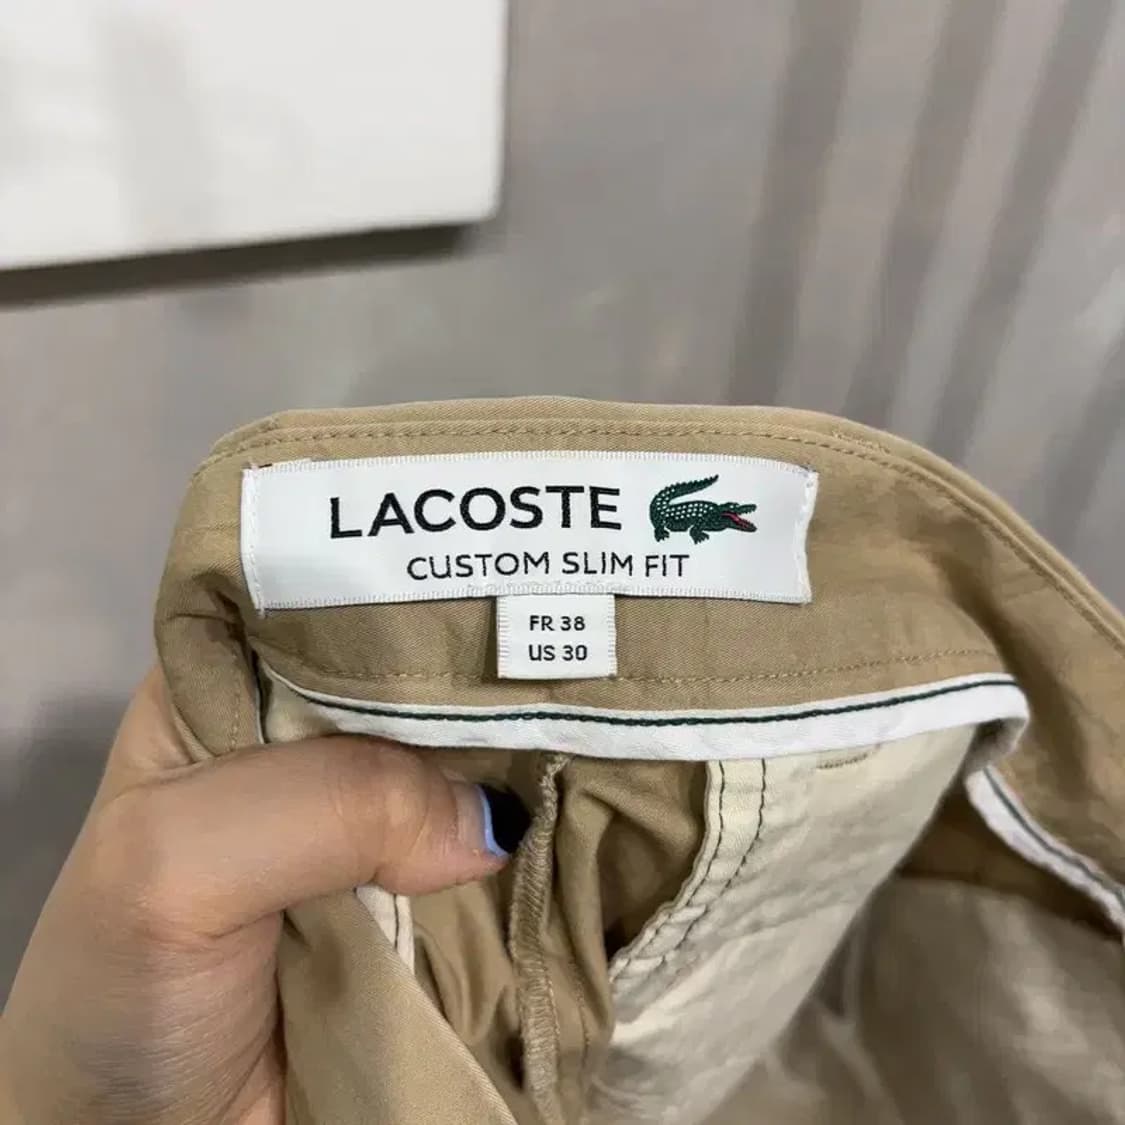 LACOSTE
CUSTOM SLIM FIT
FR 38
US 30